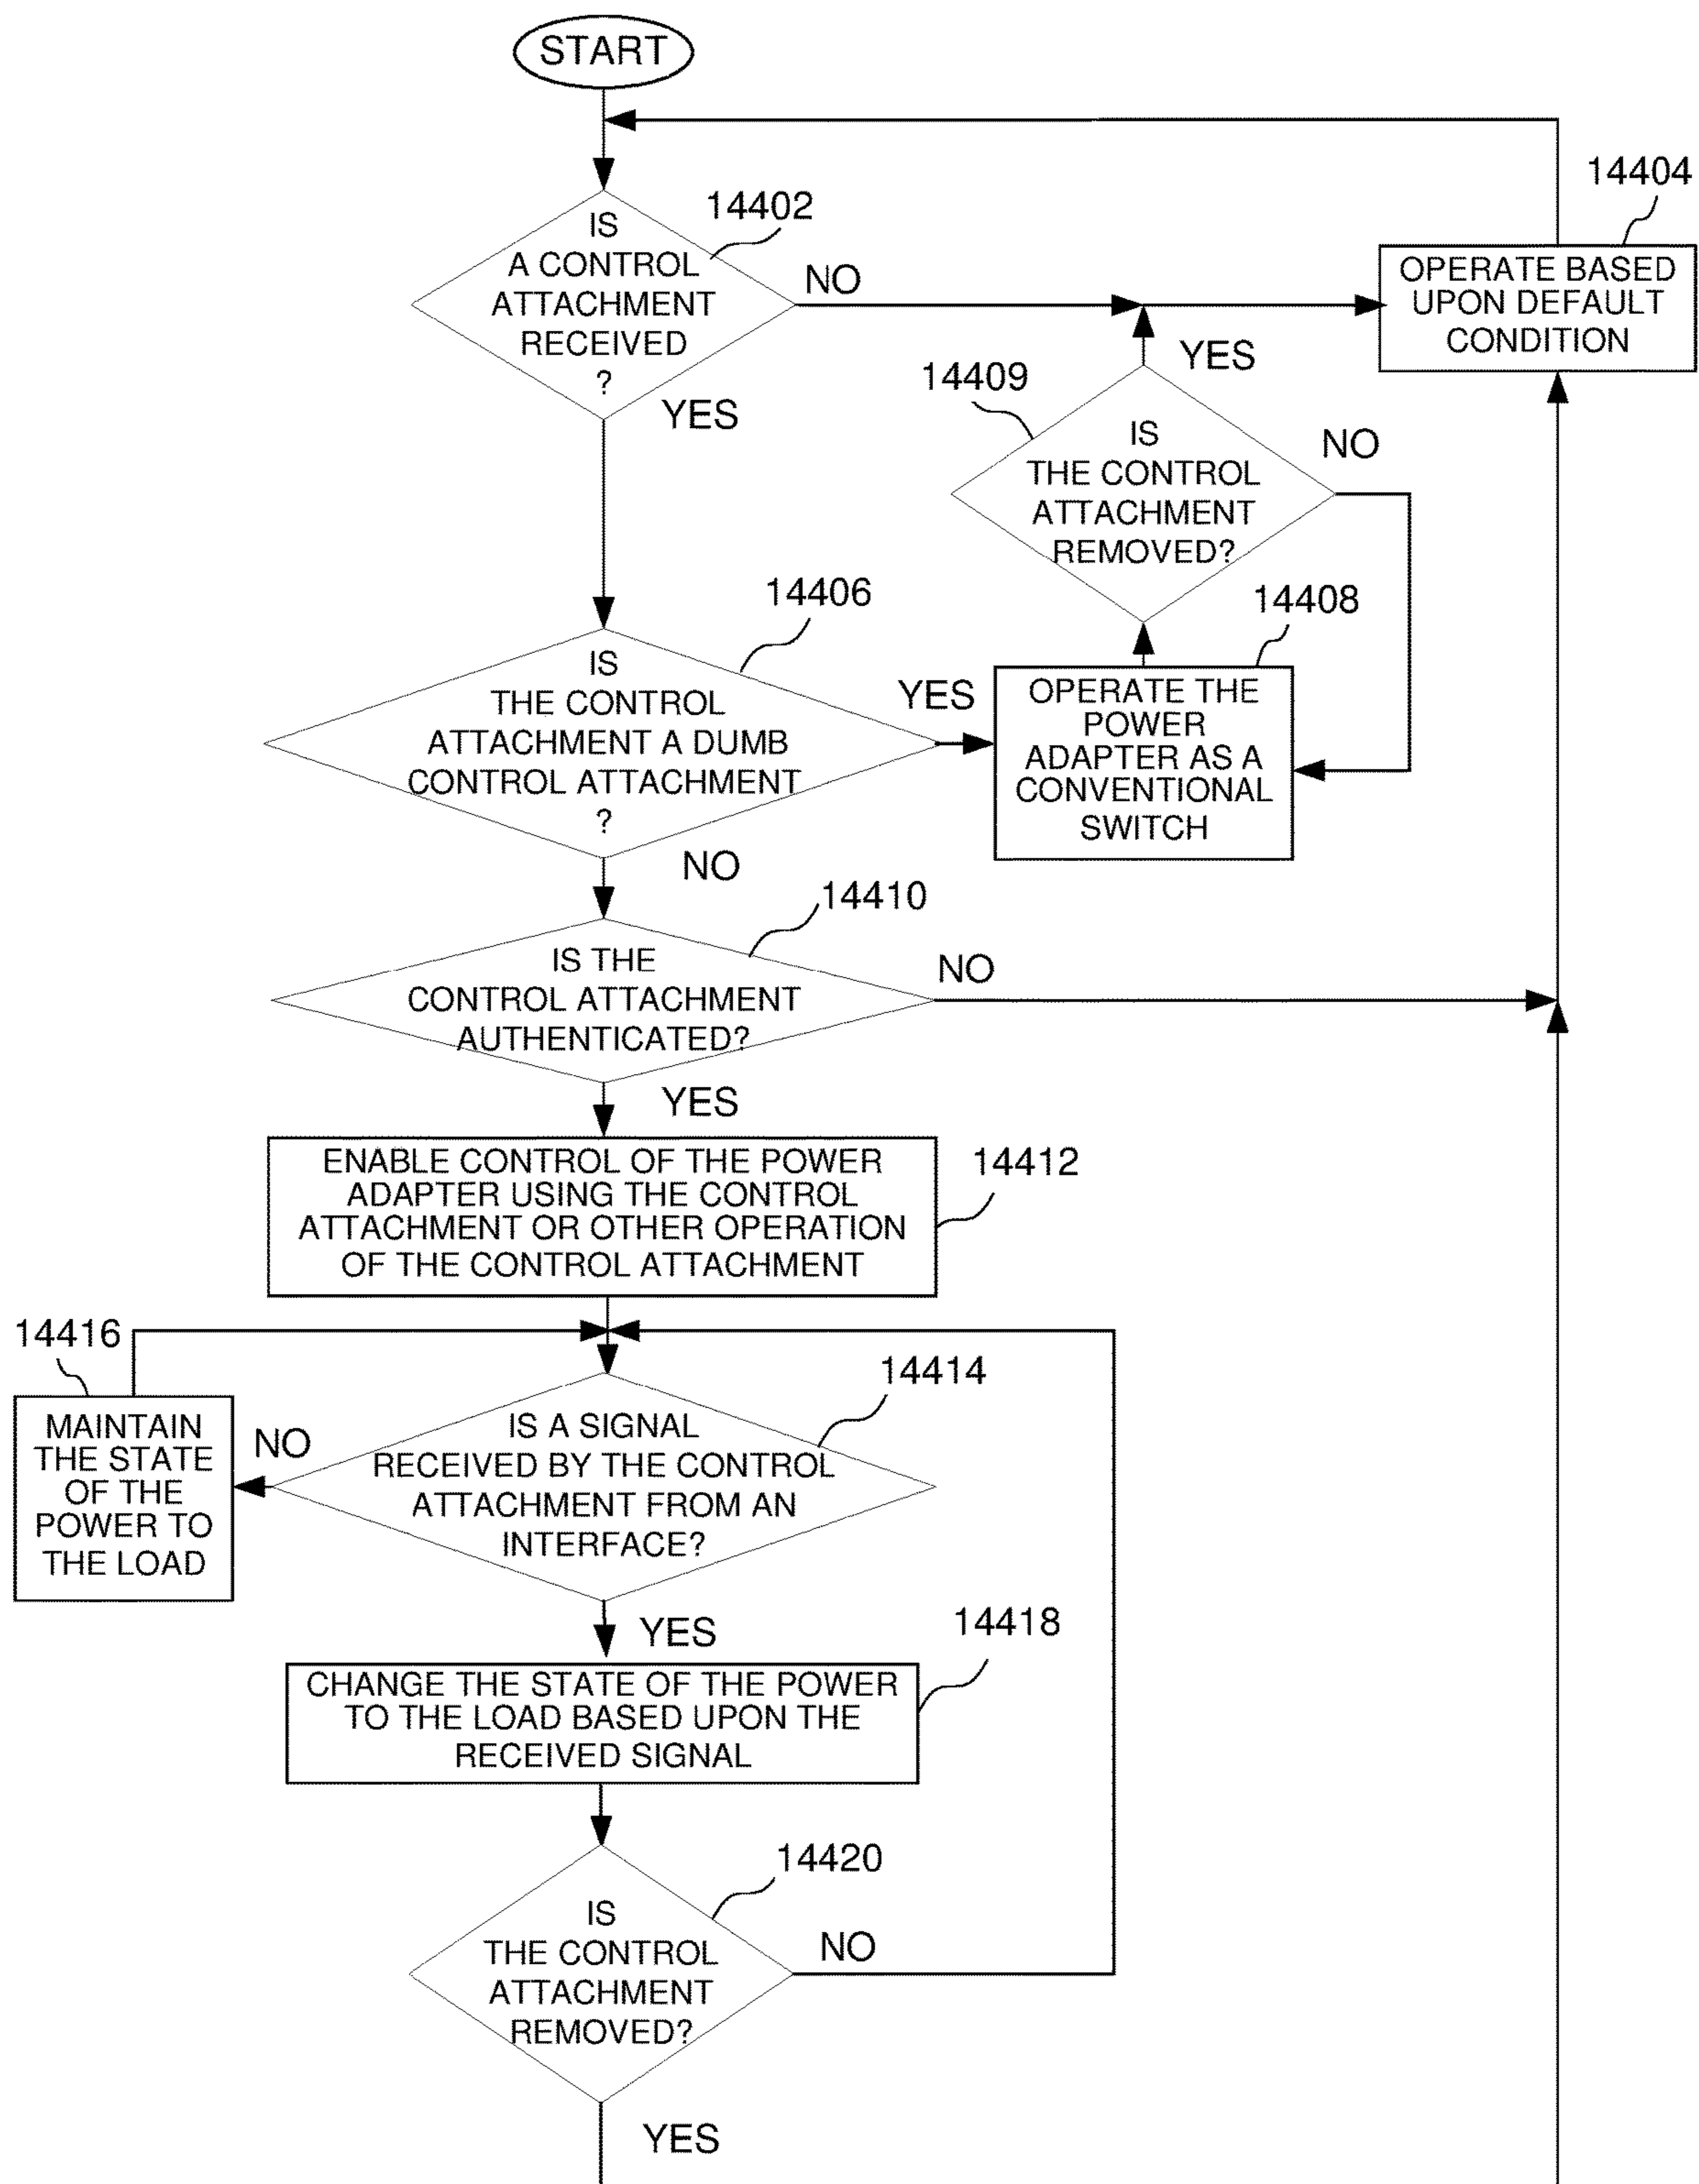 START
14404
14402
IS
A CONTROL
ATTACHMENT
RECEIVED
?
NO
YES
OPERATE BASED
UPON DEFAULT
CONDITION
YES
14409
IS
THE CONTROL
ATTACHMENT
REMOVED?
NO
14406
IS
THE CONTROL
ATTACHMENT A DUMB
CONTROL ATTACHMENT
?
YES
NO
14408
OPERATE THE
POWER
ADAPTER AS A
CONVENTIONAL
SWITCH
14410
IS THE
CONTROL ATTACHMENT
AUTHENTICATED?
NO
YES
ENABLE CONTROL OF THE POWER
ADAPTER USING THE CONTROL
ATTACHMENT OR OTHER OPERATION
OF THE CONTROL ATTACHMENT
14412
14416
MAINTAIN
THE STATE
OF THE
POWER TO
THE LOAD
NO
14414
IS A SIGNAL
RECEIVED BY THE CONTROL
ATTACHMENT FROM AN
INTERFACE?
YES
14418
CHANGE THE STATE OF THE POWER
TO THE LOAD BASED UPON THE
RECEIVED SIGNAL
14420
IS
THE CONTROL
ATTACHMENT
REMOVED?
NO
YES